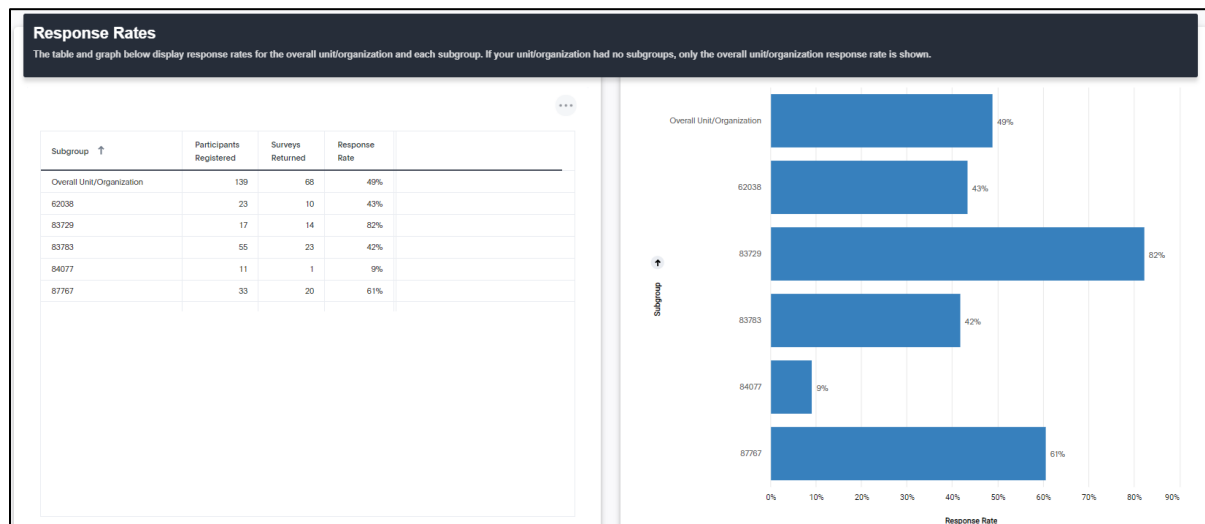 Response Rates
The table and graph below display response rates for the overall unit/organization and each subgroup. If your unit/organization had no subgroups, only the overall unit/organization response rate is shown.
Subgroup ↑ Participants Registered Surveys Returned Response Rate
Overall Unit/Organization 139 68 49%
62038 23 10 43%
83729 17 14 82%
83783 55 23 42%
84077 11 1 9%
87767 33 20 61%
Subgroup
Overall Unit/Organization 49%
62038 43%
83729 82%
83783 42%
84077 9%
87767 61%
0% 10% 20% 30% 40% 50% 60% 70% 80% 90%
Response Rate